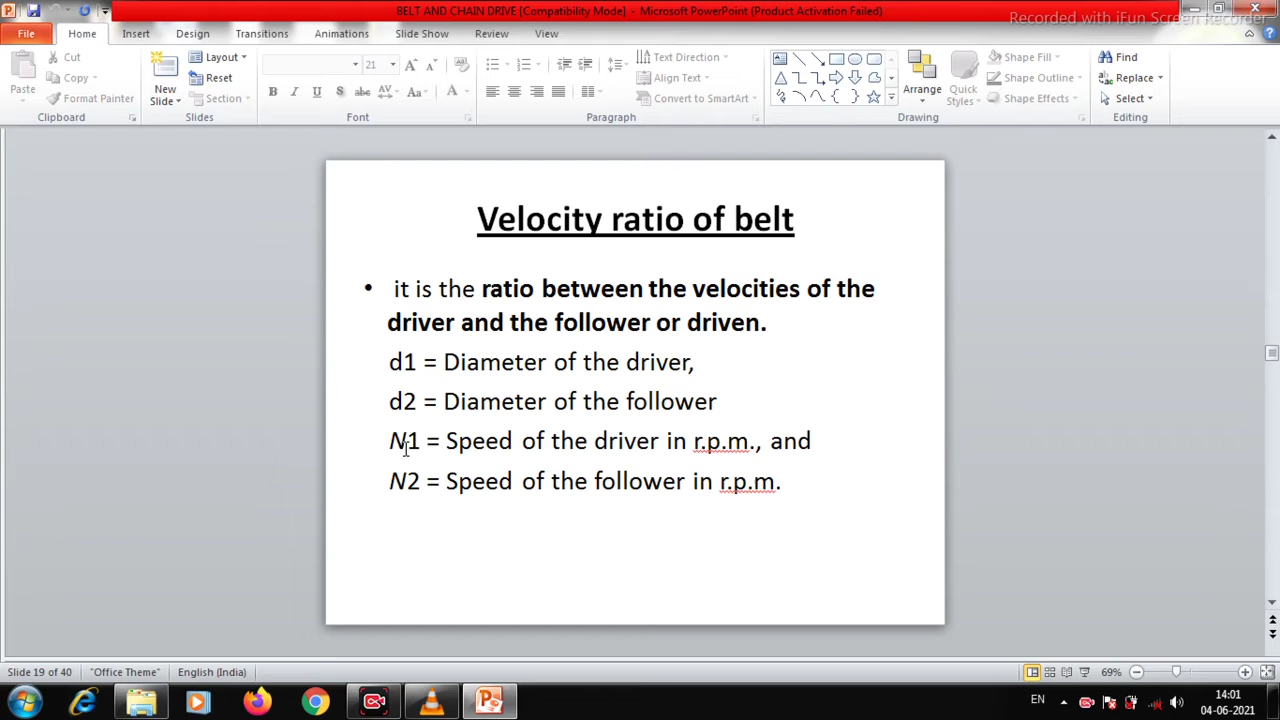 BELT AND CHAIN DRIVE [Compatibility Mode] - Microsoft PowerPoint (Product Activation Failed)
Recorded with iFun Screen Recorder
File Home Insert Design Transitions Animations Slide Show Review View
Cut
Copy
Format Painter
Paste
Clipboard
New
Slide
Layout
Reset
Section
Slides
21
Font
Text Direction
Align Text
Convert to SmartArt
Paragraph
Arrange
Quick
Styles
Shape Fill
Shape Outline
Shape Effects
Drawing
Find
Replace
Select
Editing
Velocity ratio of belt
• it is the ratio between the velocities of the
driver and the follower or driven.
d1 = Diameter of the driver,
d2 = Diameter of the follower
N1 = Speed of the driver in r.p.m., and
N2 = Speed of the follower in r.p.m.
Slide 19 of 40 "Office Theme" English (India) 69%
EN 14:01
04-06-2021